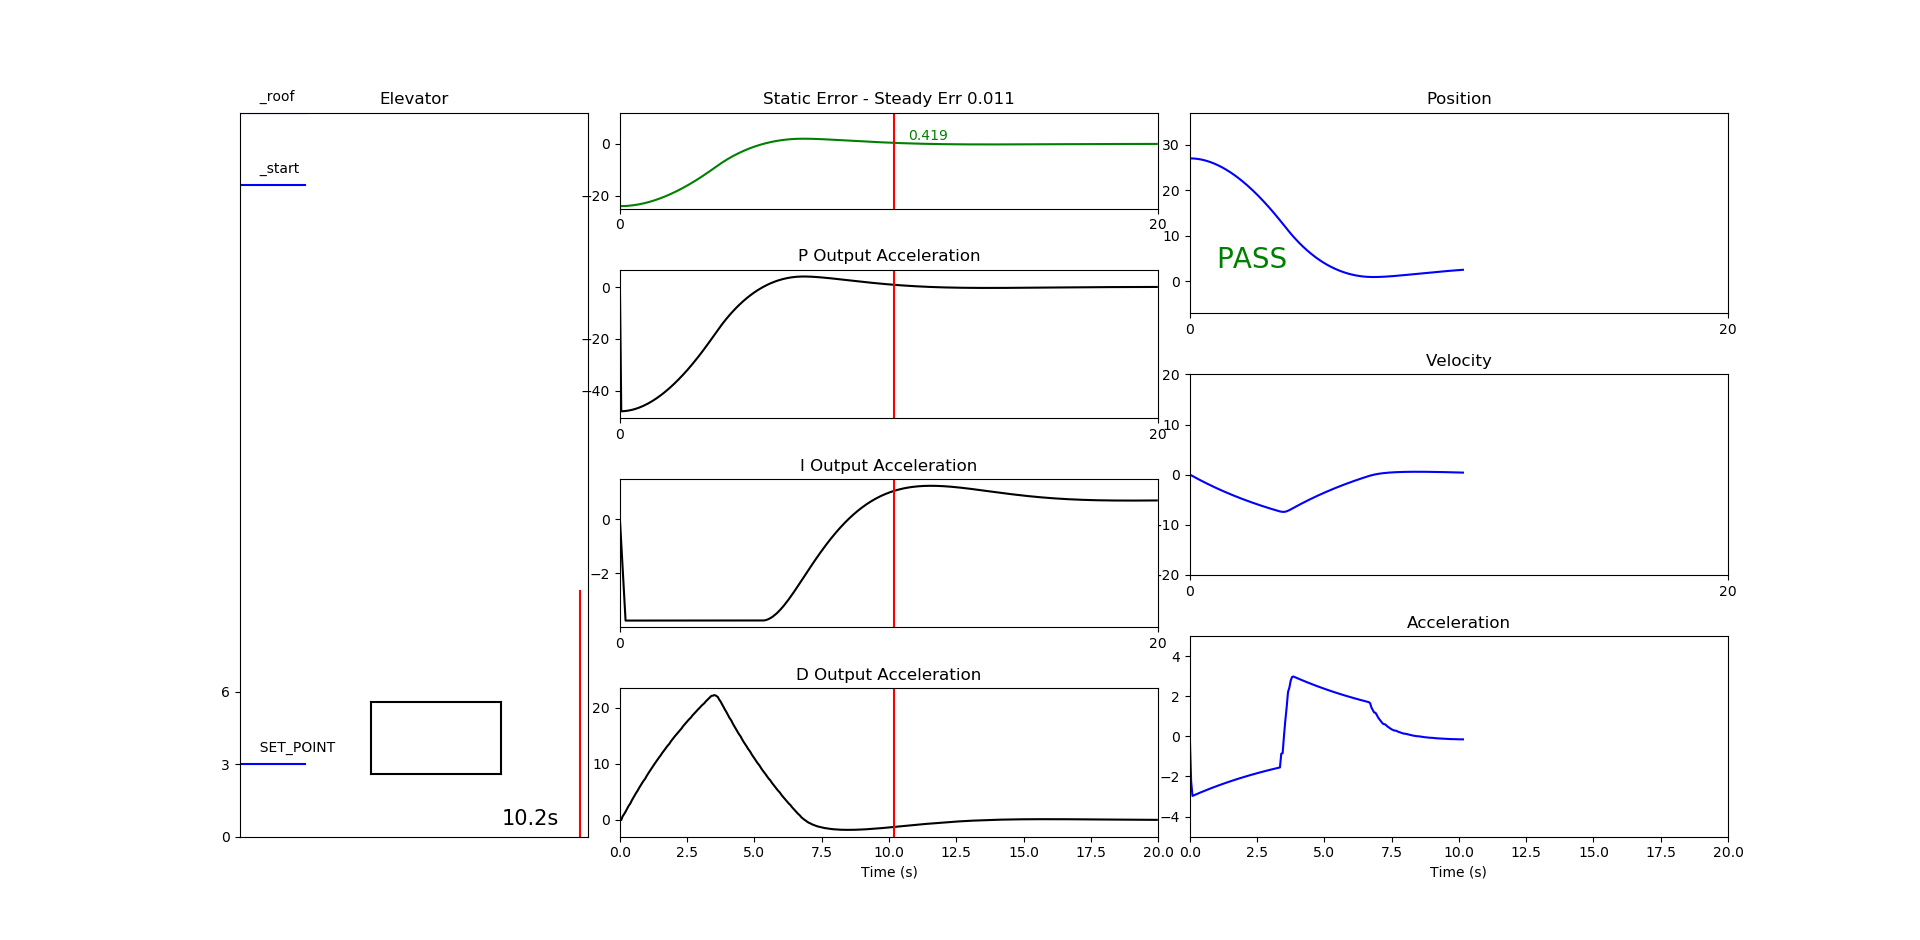 _roof
Elevator
_start
6
SET_POINT
3
10.2s
0
Static Error - Steady Err 0.011
0.419
0
−20
0
20
P Output Acceleration
0
−20
−40
0
20
I Output Acceleration
0
−2
0
20
D Output Acceleration
20
10
0
0.0 2.5 5.0 7.5 10.0 12.5 15.0 17.5 20.0
Time (s)
Position
30
20
10
PASS
0
0
20
Velocity
20
10
0
-10
-20
0
20
Acceleration
4
2
0
−2
−4
0.0 2.5 5.0 7.5 10.0 12.5 15.0 17.5 20.0
Time (s)